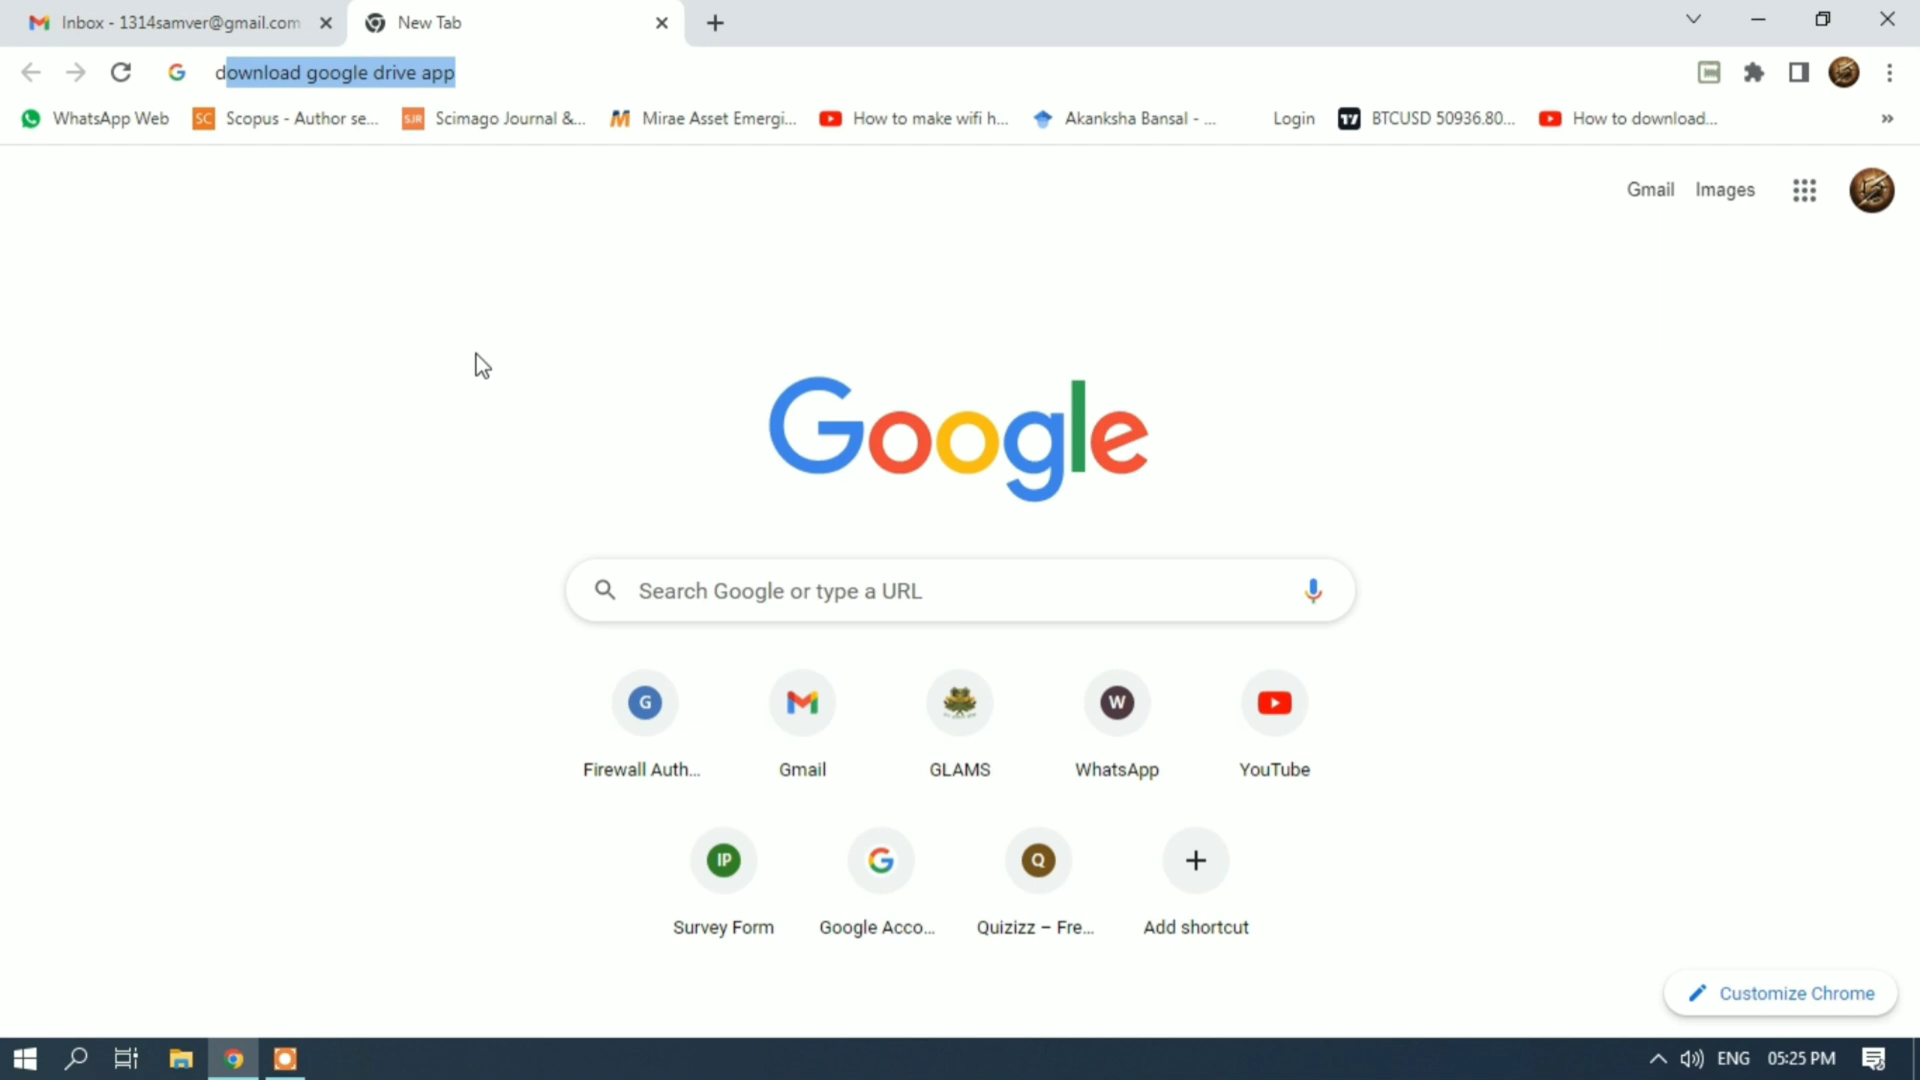 Inbox - 1314samver@gmail.com
New Tab
download google drive app
WhatsApp Web
SC Scopus - Author se...
SJR Scimago Journal &...
Mirae Asset Emergi...
How to make wifi h...
Akanksha Bansal - ...
Login
BTCUSD 50936.80...
How to download...
»
Gmail Images
Google
Search Google or type a URL
G
W
Firewall Auth...
Gmail
GLAMS
WhatsApp
YouTube
IP
Q
Survey Form
Google Acco...
Quizizz – Fre...
Add shortcut
Customize Chrome
ENG 05:25 PM